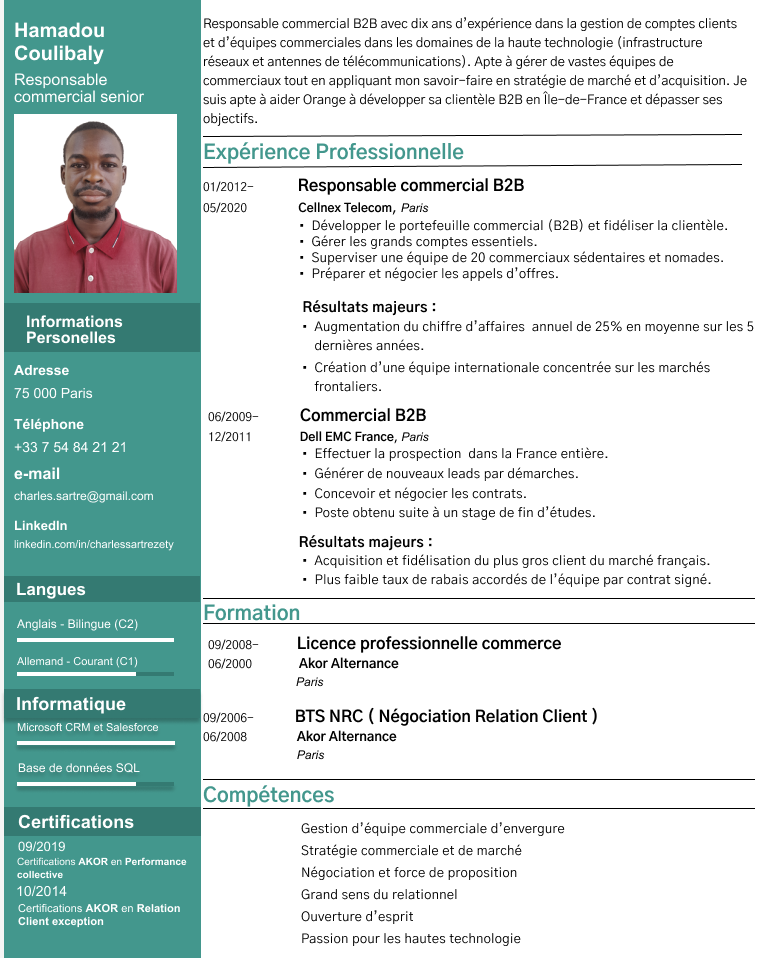 Hamadou
Coulibaly
Responsable
commercial senior
Informations
Personelles
Adresse
75 000 Paris
Téléphone
+33 7 54 84 21 21
e-mail
charles.sartre@gmail.com
LinkedIn
linkedin.com/in/charlessartrezety
Langues
Anglais - Bilingue (C2)
Allemand - Courant (C1)
Informatique
Microsoft CRM et Salesforce
Base de données SQL
Certifications
09/2019
Certifications AKOR en Performance
collective
10/2014
Certifications AKOR en Relation
Client exception
Responsable commercial B2B avec dix ans d'expérience dans la gestion de comptes clients
et d'équipes commerciales dans les domaines de la haute technologie (infrastructure
réseaux et antennes de télécommunications). Apte à gérer de vastes équipes de
commerciaux tout en appliquant mon savoir-faire en stratégie de marché et d'acquisition. Je
suis apte à aider Orange à développer sa clientèle B2B en Île-de-France et dépasser ses
objectifs.
Expérience Professionnelle
01/2012- Responsable commercial B2B
05/2020 Cellnex Telecom, Paris
▪ Développer le portefeuille commercial (B2B) et fidéliser la clientèle.
▪ Gérer les grands comptes essentiels.
▪ Superviser une équipe de 20 commerciaux sédentaires et nomades.
▪ Préparer et négocier les appels d'offres.
Résultats majeurs :
▪ Augmentation du chiffre d'affaires annuel de 25% en moyenne sur les 5
dernières années.
▪ Création d'une équipe internationale concentrée sur les marchés
frontaliers.
06/2009- Commercial B2B
12/2011 Dell EMC France, Paris
▪ Effectuer la prospection dans la France entière.
▪ Générer de nouveaux leads par démarches.
▪ Concevoir et négocier les contrats.
▪ Poste obtenu suite à un stage de fin d'études.
Résultats majeurs :
▪ Acquisition et fidélisation du plus gros client du marché français.
▪ Plus faible taux de rabais accordés de l'équipe par contrat signé.
Formation
09/2008- Licence professionnelle commerce
06/2000 Akor Alternance
Paris
09/2006- BTS NRC ( Négociation Relation Client )
06/2008 Akor Alternance
Paris
Compétences
Gestion d'équipe commerciale d'envergure
Stratégie commerciale et de marché
Négociation et force de proposition
Grand sens du relationnel
Ouverture d'esprit
Passion pour les hautes technologie